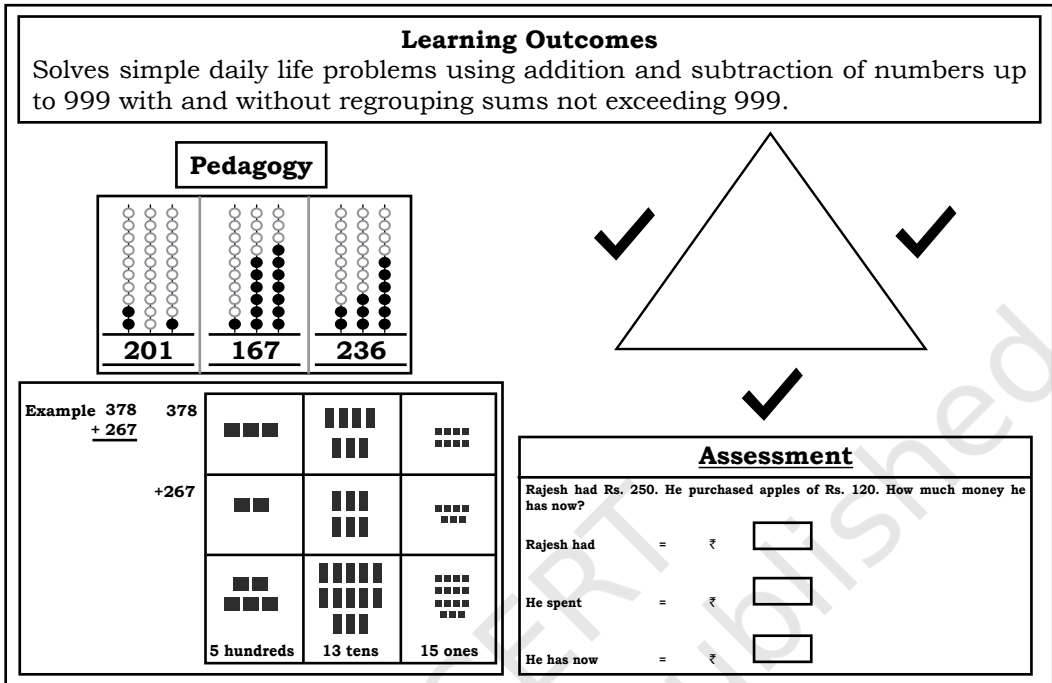 Learning Outcomes
Solves simple daily life problems using addition and subtraction of numbers up
to 999 with and without regrouping sums not exceeding 999.
Pedagogy
201 167 236
Example 378 378
+ 267
+267
5 hundreds 13 tens 15 ones
Assessment
Rajesh had Rs. 250. He purchased apples of Rs. 120. How much money he
has now?
Rajesh had = ₹
He spent = ₹
He has now = ₹